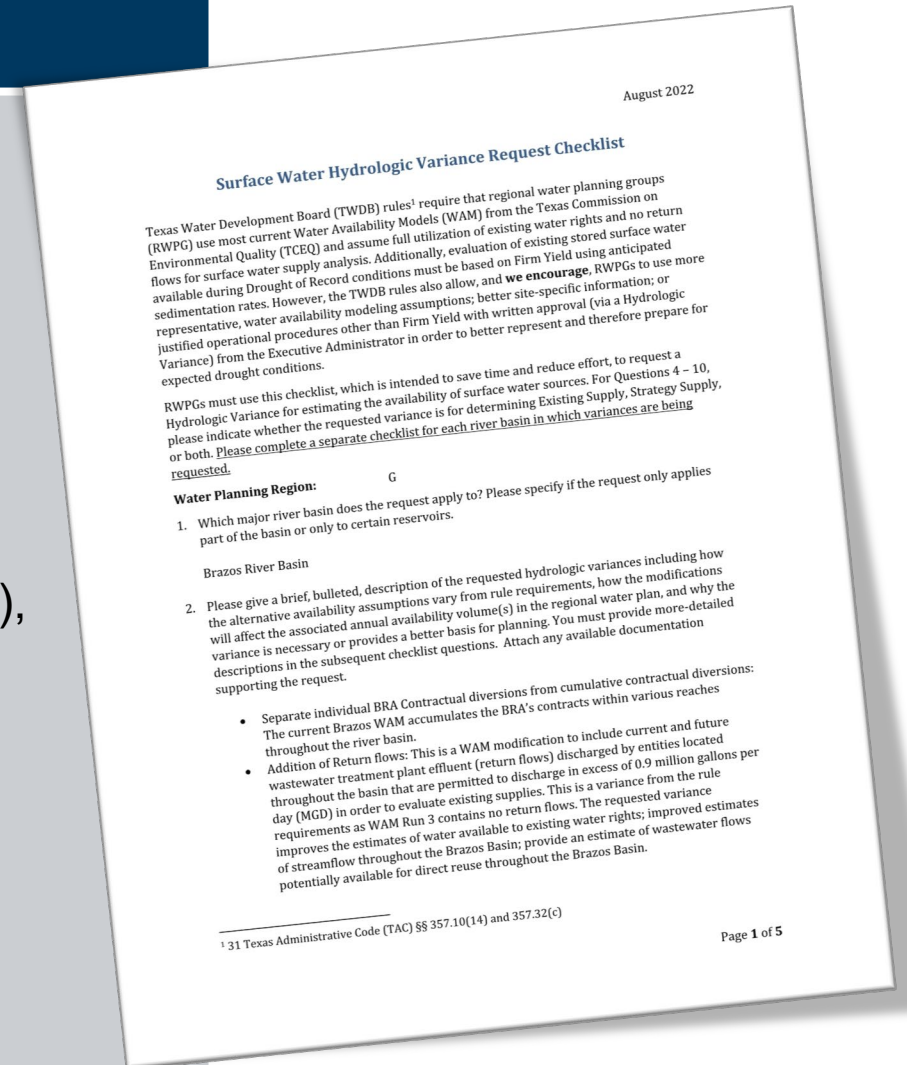 ),
August 2022
Surface Water Hydrologic Variance Request Checklist
Texas Water Development Board (TWDB) rules¹ require that regional water planning groups
(RWPG) use most current Water Availability Models (WAM) from the Texas Commission on
Environmental Quality (TCEQ) and assume full utilization of existing water rights and no return
flows for surface water supply analysis. Additionally, evaluation of existing stored surface water
available during Drought of Record conditions must be based on Firm Yield using anticipated
sedimentation rates. However, the TWDB rules also allow, and we encourage, RWPGs to use more
representative, water availability modeling assumptions; better site-specific information; or
justified operational procedures other than Firm Yield with written approval (via a Hydrologic
Variance) from the Executive Administrator in order to better represent and therefore prepare for
expected drought conditions.
RWPGs must use this checklist, which is intended to save time and reduce effort, to request a
Hydrologic Variance for estimating the availability of surface water sources. For Questions 4 – 10,
please indicate whether the requested variance is for determining Existing Supply, Strategy Supply,
or both. Please complete a separate checklist for each river basin in which variances are being
requested.
Water Planning Region: G
1. Which major river basin does the request apply to? Please specify if the request only applies
part of the basin or only to certain reservoirs.
Brazos River Basin
2. Please give a brief, bulleted, description of the requested hydrologic variances including how
the alternative availability assumptions vary from rule requirements, how the modifications
will affect the associated annual availability volume(s) in the regional water plan, and why the
variance is necessary or provides a better basis for planning. You must provide more-detailed
descriptions in the subsequent checklist questions. Attach any available documentation
supporting the request.
• Separate individual BRA Contractual diversions from cumulative contractual diversions:
The current Brazos WAM accumulates the BRA's contracts within various reaches
throughout the river basin.
• Addition of Return flows: This is a WAM modification to include current and future
wastewater treatment plant effluent (return flows) discharged by entities located
throughout the basin that are permitted to discharge in excess of 0.9 million gallons per
day (MGD) in order to evaluate existing supplies. This is a variance from the rule
requirements as WAM Run 3 contains no return flows. The requested variance
improves the estimates of water available to existing water rights; improved estimates
of streamflow throughout the Brazos Basin; provide an estimate of wastewater flows
potentially available for direct reuse throughout the Brazos Basin.
¹ 31 Texas Administrative Code (TAC) §§ 357.10(14) and 357.32(c)
Page 1 of 5